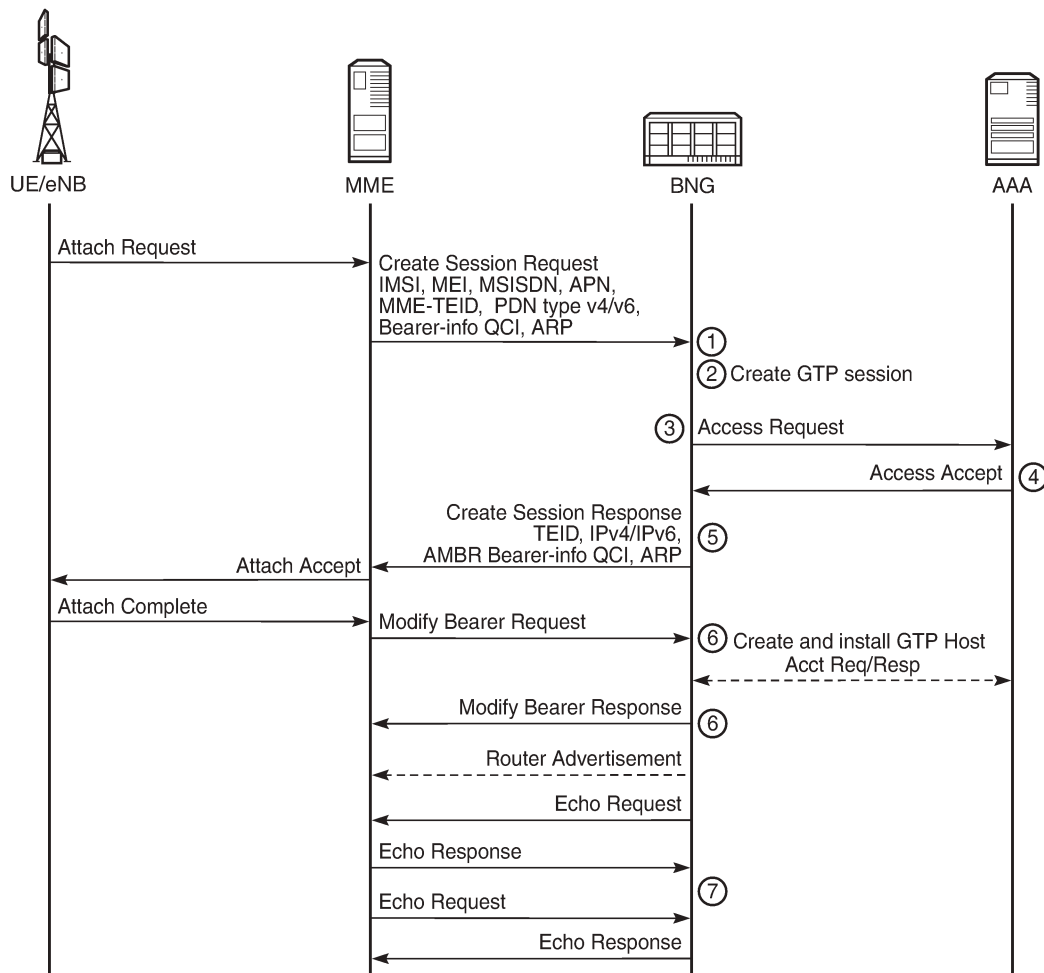 UE/eNB
MME
BNG
AAA
Attach Request
Create Session Request
IMSI, MEI, MSISDN, APN,
MME-TEID, PDN type v4/v6,
Bearer-info QCI, ARP
1
2 Create GTP session
3 Access Request
Access Accept 4
Create Session Response
TEID, IPv4/IPv6,
AMBR Bearer-info QCI, ARP
5
Attach Accept
Attach Complete
Modify Bearer Request
6 Create and install GTP Host
Acct Req/Resp
Modify Bearer Response 6
Router Advertisement
Echo Request
Echo Response
7
Echo Request
Echo Response